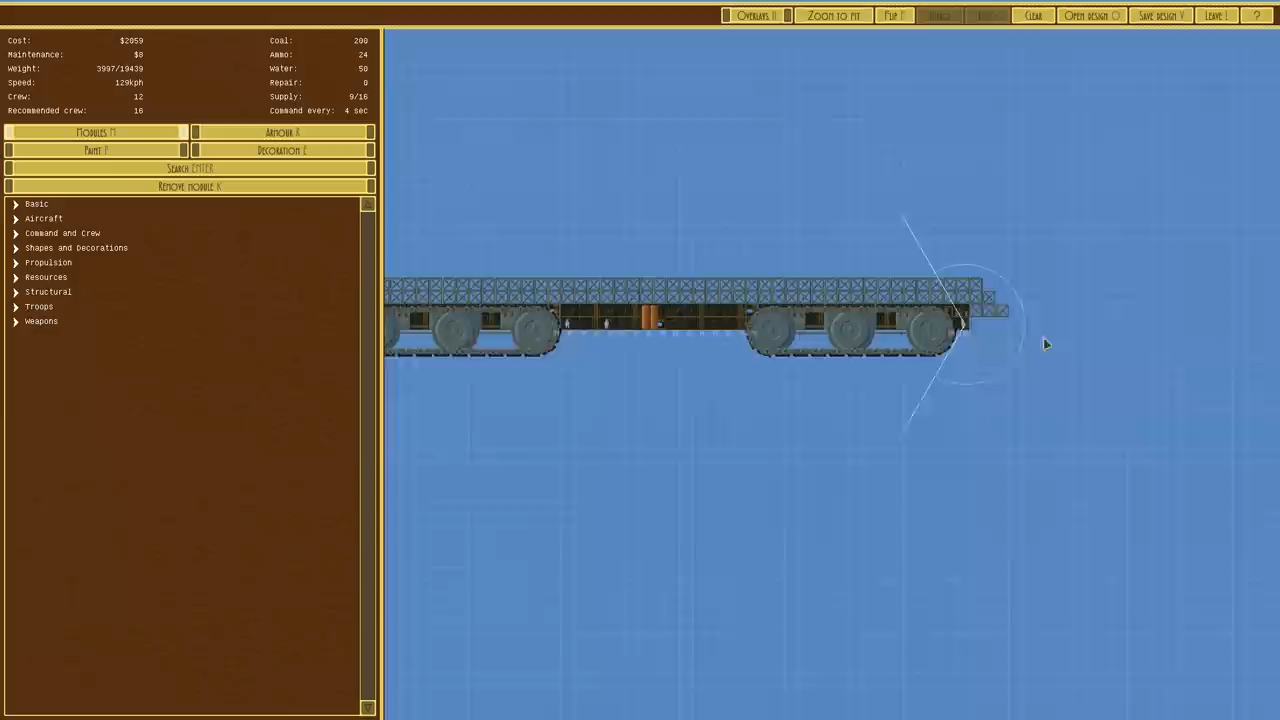 Overlays
Zoom to fit
Flip F
Clear
Open design O
Save design V
Leave L
?
Cost: $2059
Maintenance: $8
Weight: 3997/19439
Speed: 129kph
Crew: 12
Recommended crew: 16
Coal: 200
Ammo: 24
Water: 50
Repair: 0
Supply: 9/16
Command every: 4 sec
Modules M
Armour R
Paint P
Decoration E
Search ENTER
Remove module K
Basic
Aircraft
Command and Crew
Shapes and Decorations
Propulsion
Resources
Structural
Troops
Weapons